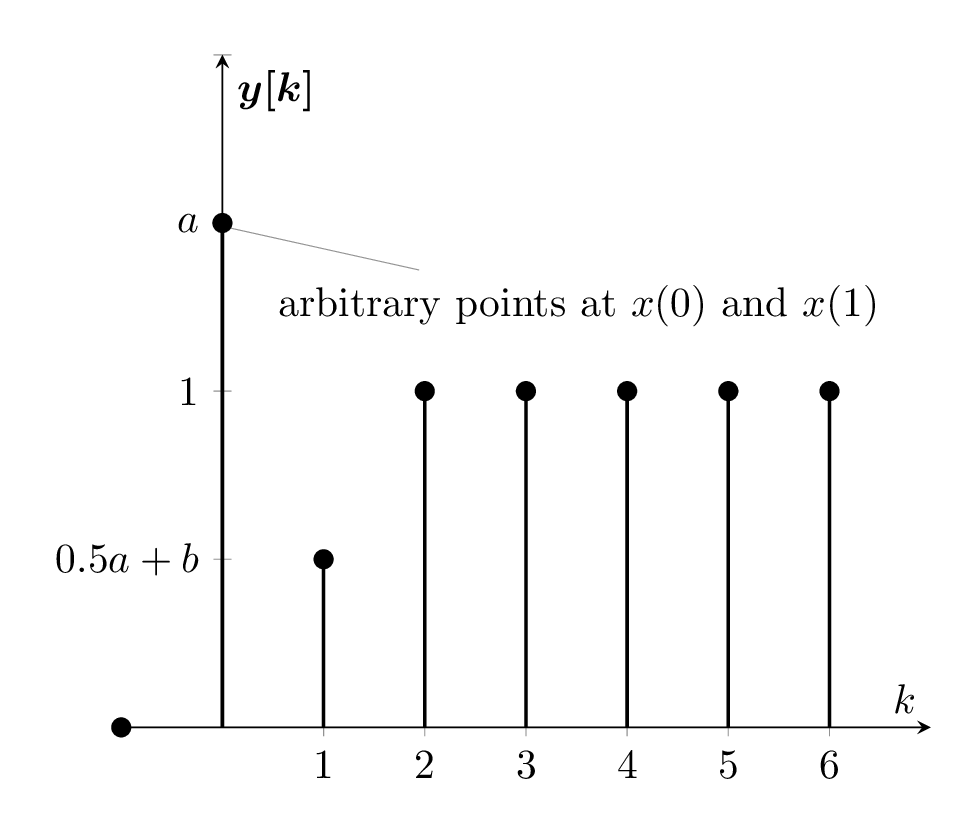 y[k]
a
arbitrary points at x(0) and x(1)
1
0.5a + b
k
1 2 3 4 5 6